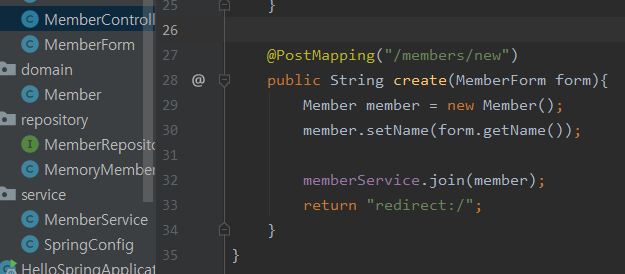 MemberControll
MemberForm
domain
Member
repository
MemberReposito
MemoryMember
service
MemberService
SpringConfig
HelloSpringApplicat
25 }
26
27 @PostMapping("/members/new")
28 @ public String create(MemberForm form){
29 Member member = new Member();
30 member.setName(form.getName());
31
32 memberService.join(member);
33 return "redirect:/";
34 }
35 }